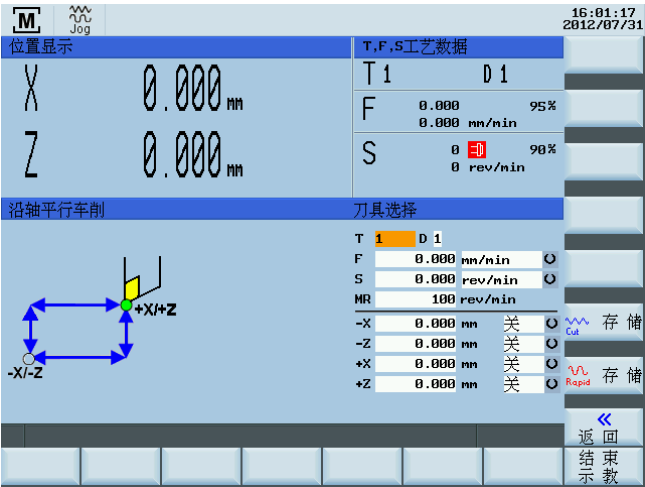 M
Jog
16:01:17
2012/07/31
位置显示
T,F,S工艺数据
X 0.000 mm
Z 0.000 mm
T 1 D 1
F 0.000 95%
0.000 mm/min
S 0 90%
0 rev/min
沿轴平行车削
刀具选择
+X/+Z
-X/-Z
T 1 D 1
F 0.000 mm/min
S 0.000 rev/min
MR 100 rev/min
-X 0.000 mm 关
-Z 0.000 mm 关
+X 0.000 mm 关
+Z 0.000 mm 关
Cut 存储
Rapid 存储
«
返回
结束
示教